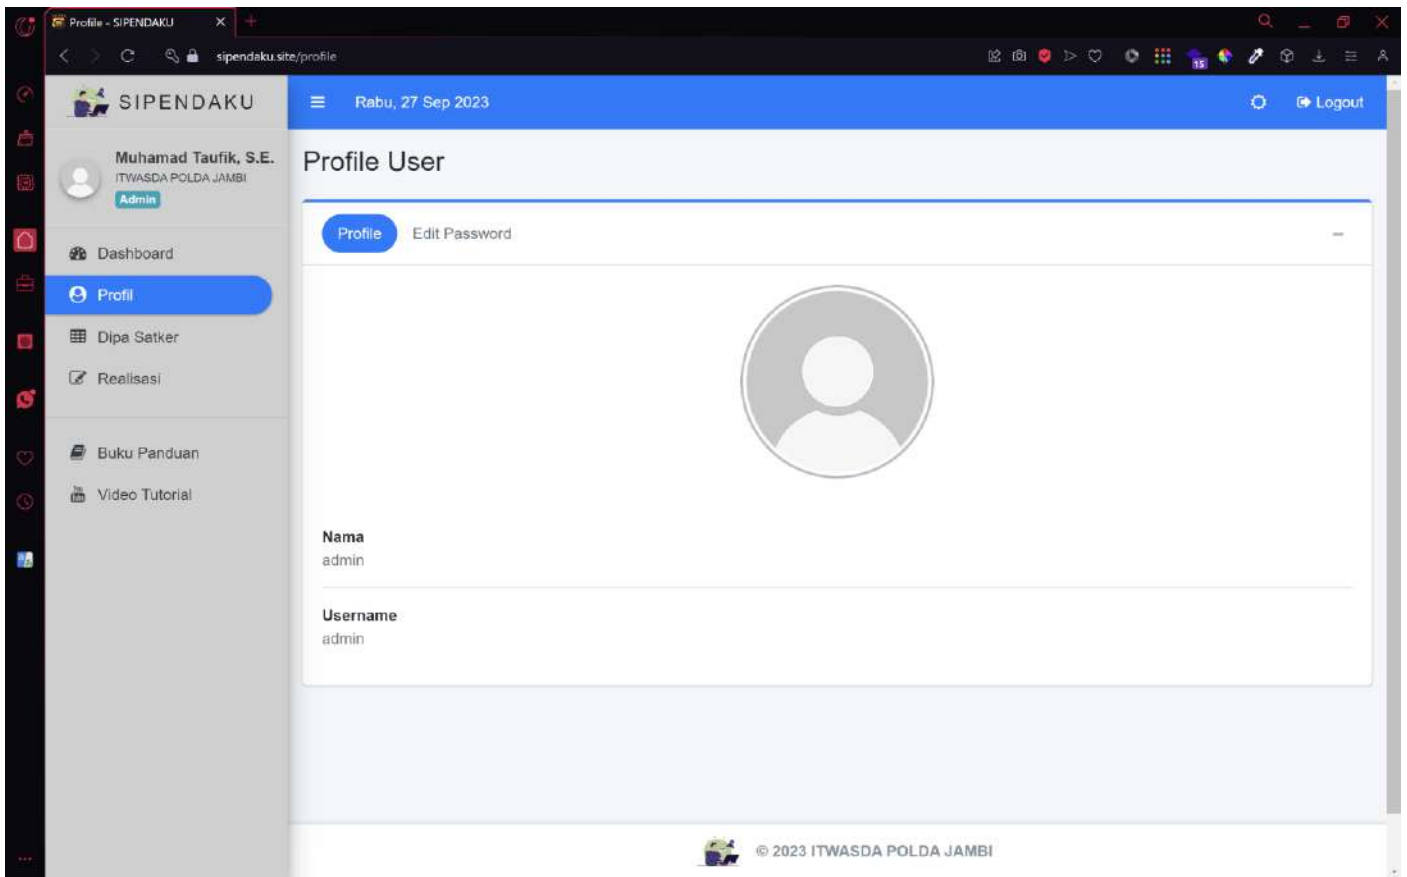 Profile - SIPENDAKU
sipendaku.site/profile
15
SIPENDAKU
Rabu, 27 Sep 2023
Logout
Muhamad Taufik, S.E.
ITWASDA POLDA JAMBI
Admin
Dashboard
Profil
Dipa Satker
Realisasi
Buku Panduan
Video Tutorial
Profile User
Profile
Edit Password
Nama
admin
Username
admin
© 2023 ITWASDA POLDA JAMBI